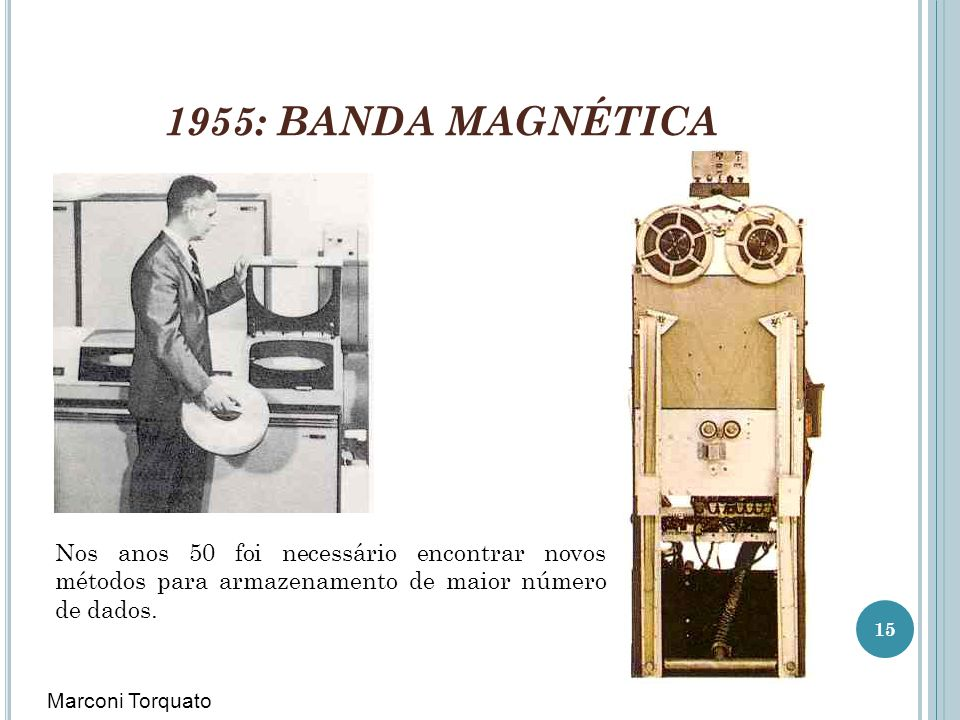 1955: BANDA MAGNÉTICA
Nos anos 50 foi necessário encontrar novos
métodos para armazenamento de maior número
de dados.
15
Marconi Torquato